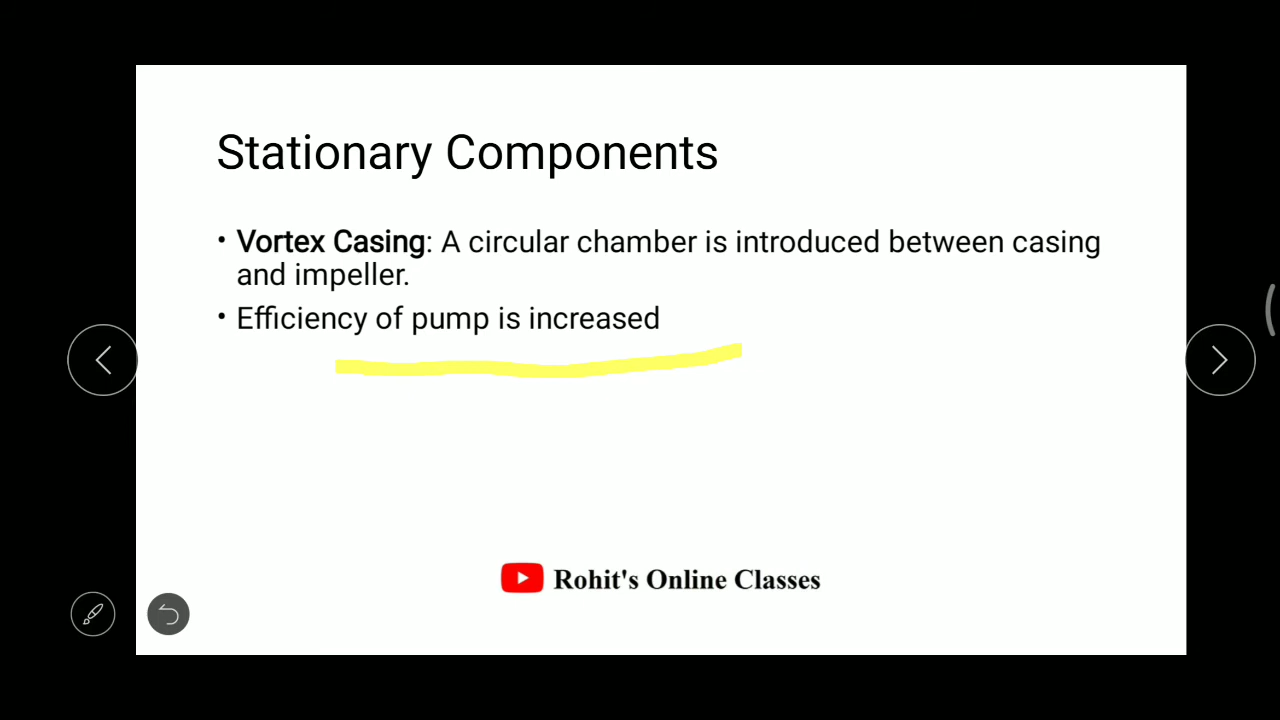 Stationary Components
• Vortex Casing: A circular chamber is introduced between casing
and impeller.
• Efficiency of pump is increased
Rohit's Online Classes